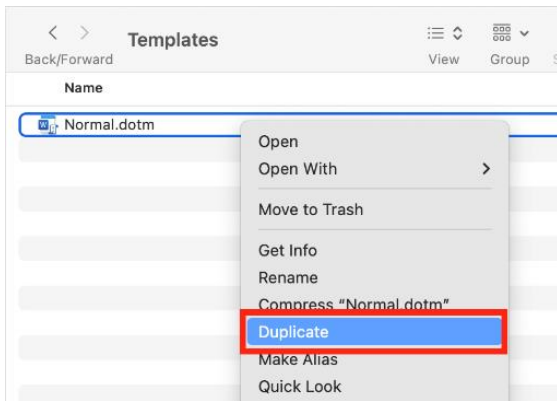 Templates
Back/Forward
View
Group
Name
Normal.dotm
Open
Open With
Move to Trash
Get Info
Rename
Compress “Normal.dotm”
Duplicate
Make Alias
Quick Look